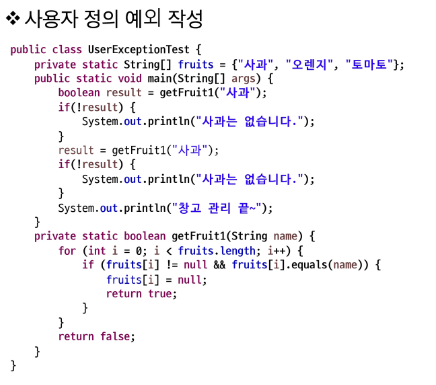 ❖ 사용자 정의 예외 작성
public class UserExceptionTest {
    private static String[] fruits = {"사과", "오렌지", "토마토"};
    public static void main(String[] args) {
        boolean result = getFruit1("사과");
        if(!result) {
            System.out.println("사과는 없습니다.");
        }
        result = getFruit1("사과");
        if(!result) {
            System.out.println("사과는 없습니다.");
        }
        System.out.println("창고 관리 끝~");
    }
    private static boolean getFruit1(String name) {
        for (int i = 0; i < fruits.length; i++) {
            if (fruits[i] != null && fruits[i].equals(name)) {
                fruits[i] = null;
                return true;
            }
        }
        return false;
    }
}